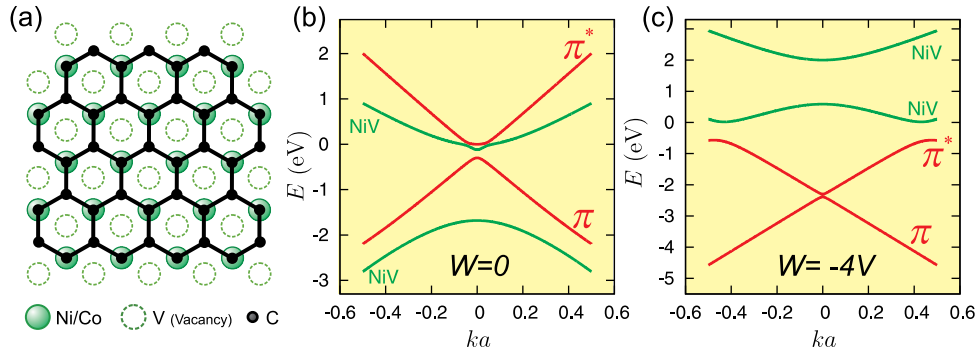 (a)
Ni/Co
V (Vacancy)
C
(b)
E (eV)
2
1
0
-1
-2
-3
-0.6
-0.4
-0.2
0
0.2
0.4
0.6
ka
π*
NiV
π
NiV
W=0
(c)
E (eV)
2
1
0
-1
-2
-3
-4
-5
-0.6
-0.4
-0.2
0
0.2
0.4
0.6
ka
NiV
NiV
π*
π
W= -4V